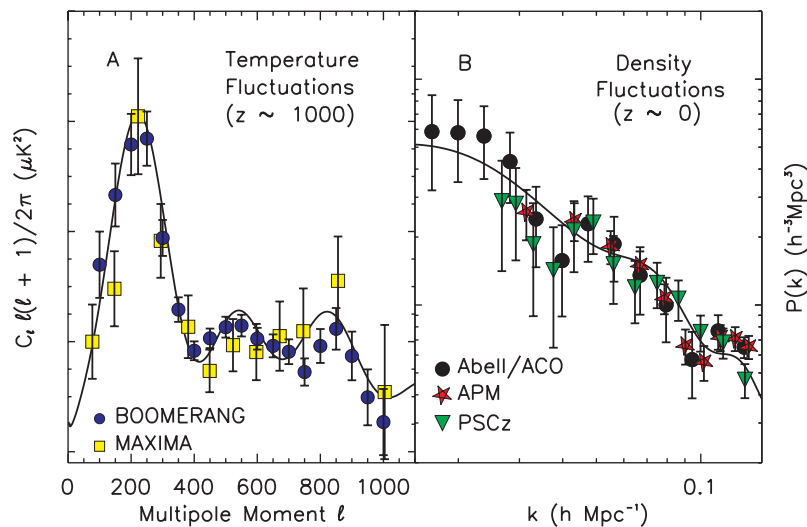 A
Temperature
Fluctuations
(z ~ 1000)
C_ℓ ℓ(ℓ + 1)/2π (μK²)
BOOMERANG
MAXIMA
0 200 400 600 800 1000
Multipole Moment ℓ
B
Density
Fluctuations
(z ~ 0)
P(k) (h⁻³Mpc³)
Abell/ACO
APM
PSCz
0.1
k (h Mpc⁻¹)